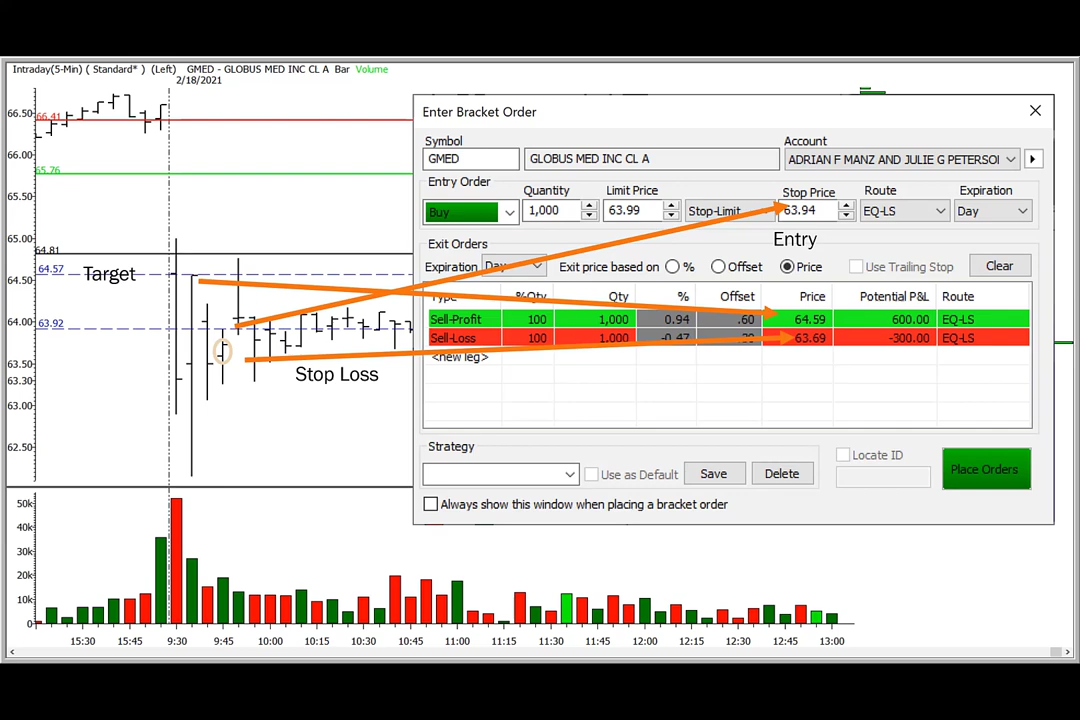 Intraday(5-Min) ( Standard* ) (Left) GMED - GLOBUS MED INC CL A Bar Volume
2/18/2021
66.50
66.41
66.00
65.76
65.50
65.00
64.81
64.57
64.50
Target
64.00
63.92
63.50
63.30
63.00
62.50
Stop Loss
50k
40k
30k
20k
10k
0
15:30 15:45 9:30 9:45 10:00 10:15 10:30 10:45 11:00 11:15 11:30 11:45 12:00 12:15 12:30 12:45 13:00
Enter Bracket Order
Symbol Account
GMED GLOBUS MED INC CL A ADRIAN F MANZ AND JULIE G PETERSOI
Entry Order Quantity Limit Price Stop Price Route Expiration
Buy 1,000 63.99 Stop-Limit 63.94 EQ-LS Day
Entry
Exit Orders
Expiration Day Exit price based on % Offset Price Use Trailing Stop Clear
Type %Qty Qty % Offset Price Potential P&L Route
Sell-Profit 100 1,000 0.94 .60 64.59 600.00 EQ-LS
Sell-Loss 100 1,000 -0.47 63.69 -300.00 EQ-LS
<new leg>
Strategy
Use as Default Save Delete
Locate ID
Place Orders
Always show this window when placing a bracket order